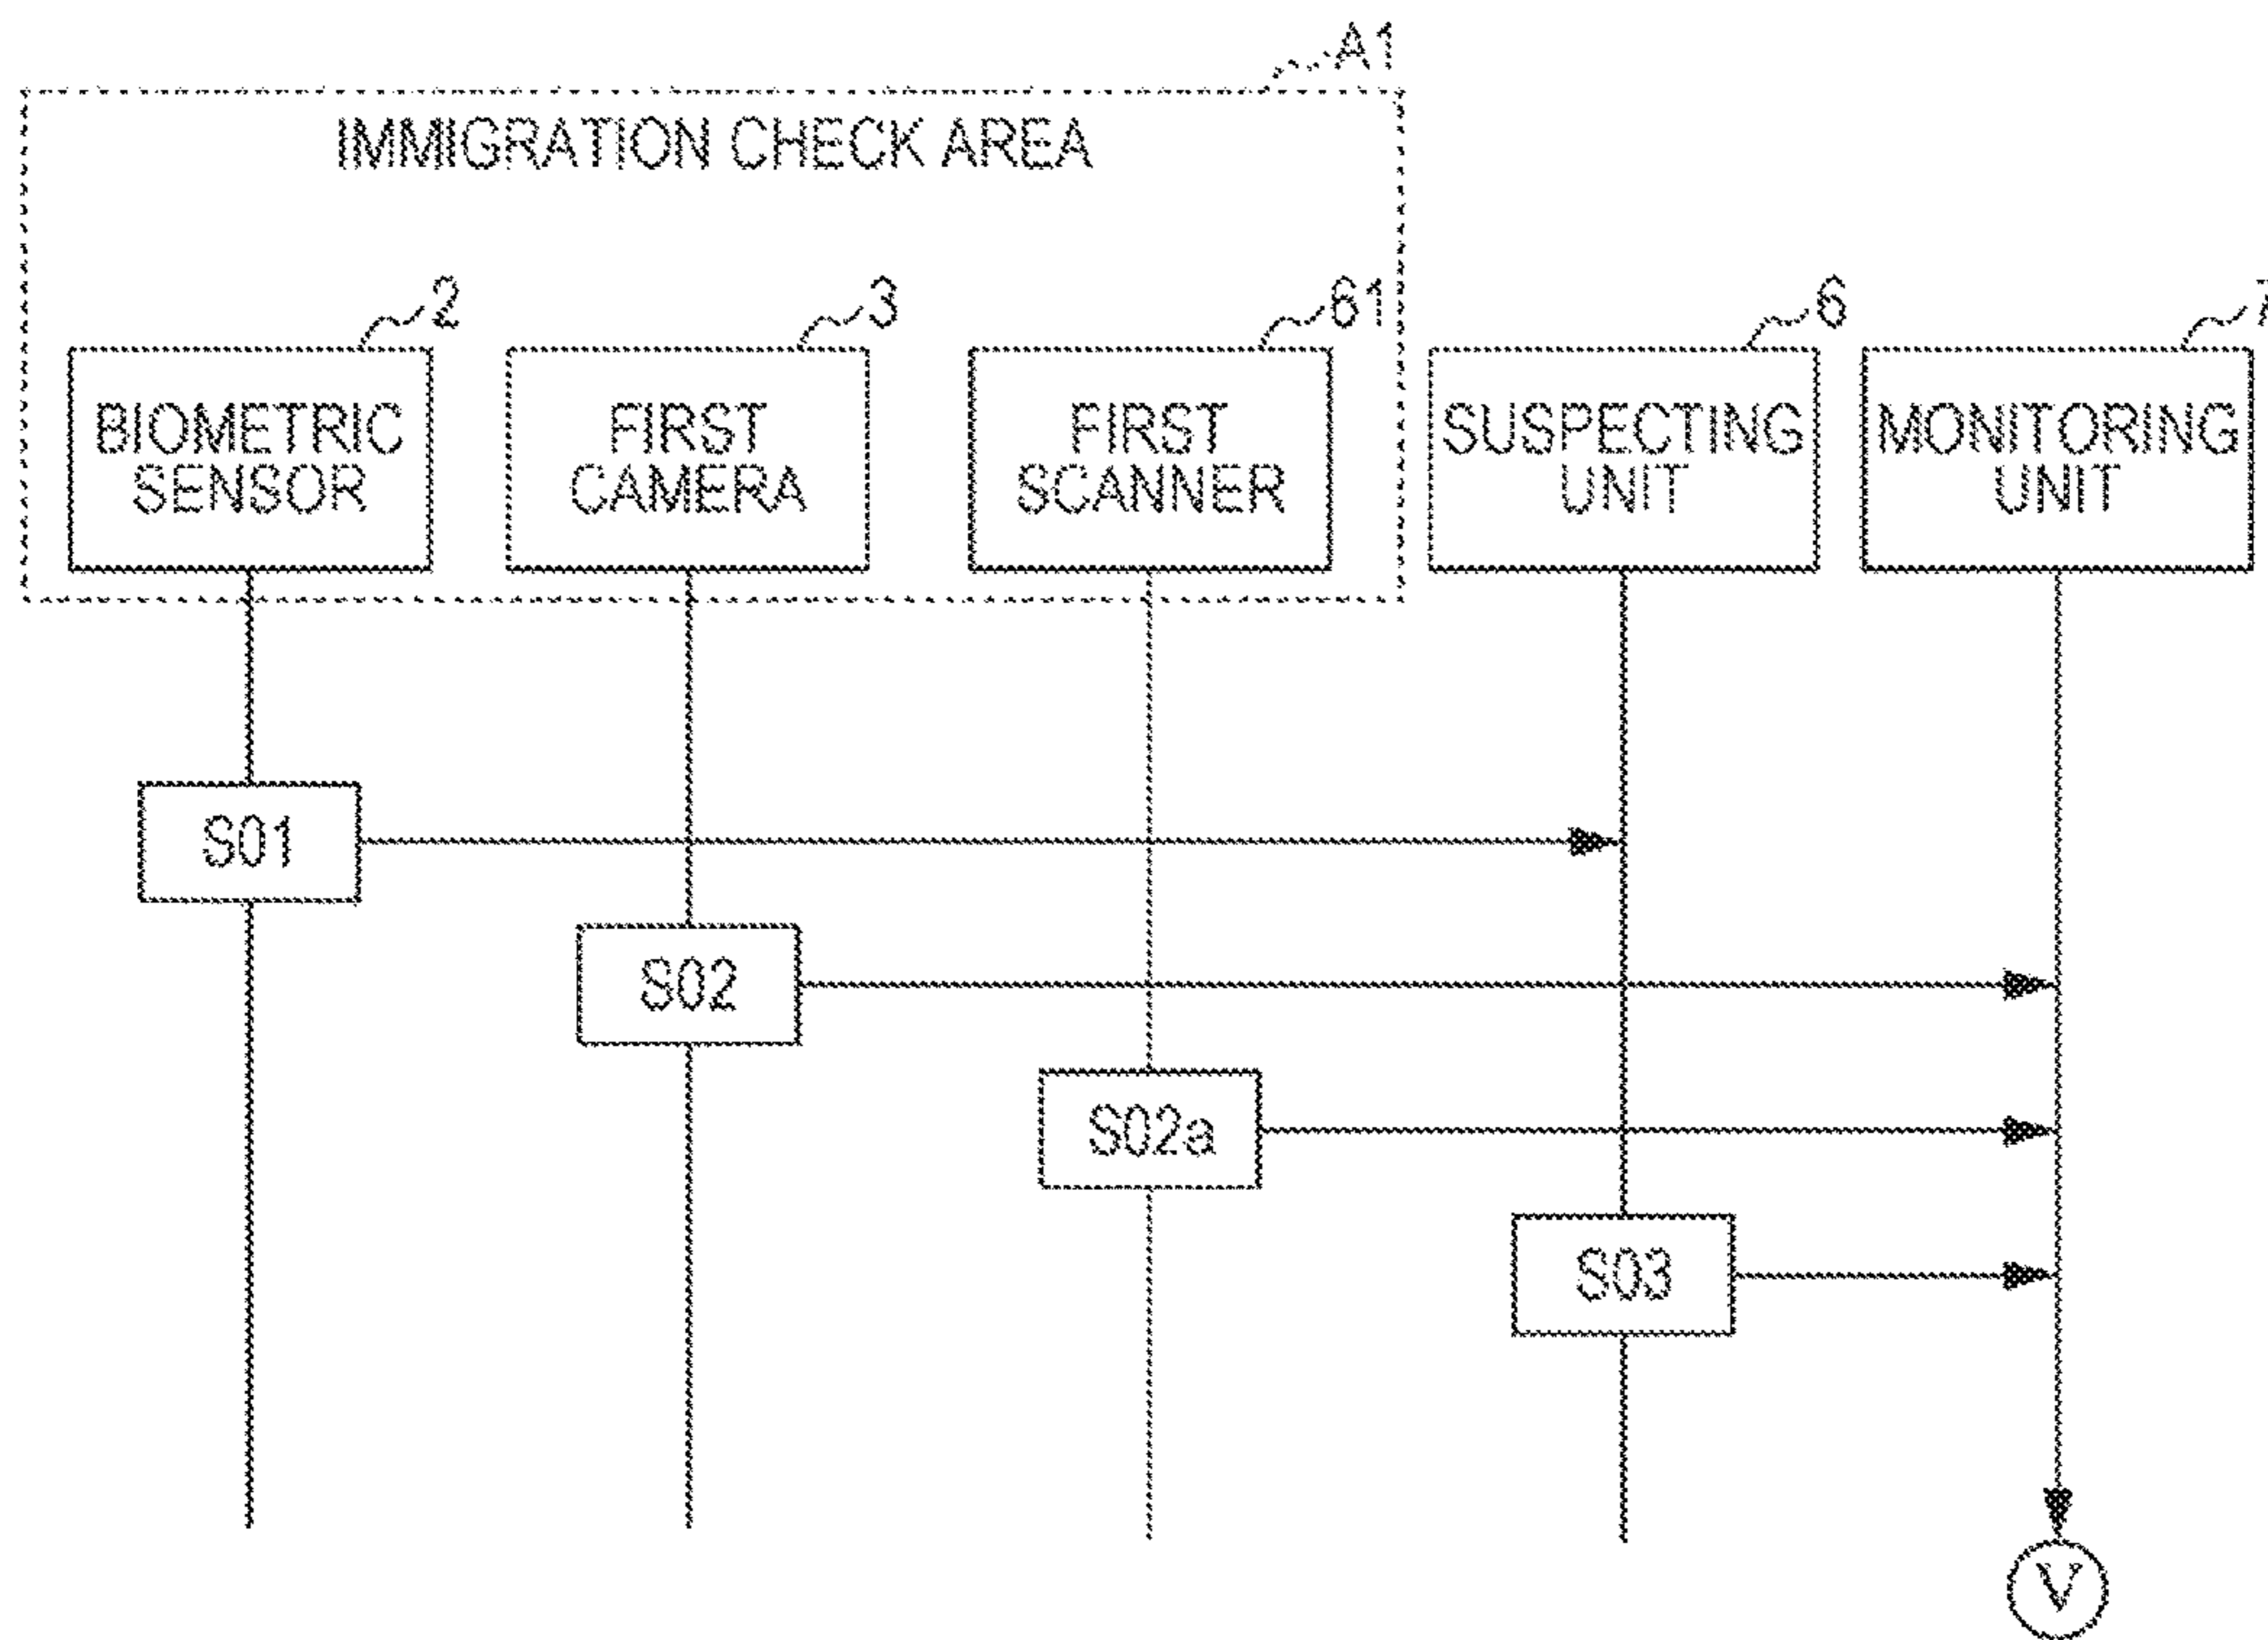 A1
IMMIGRATION CHECK AREA
2
3
61
6
7
BIOMETRIC
SENSOR
FIRST
CAMERA
FIRST
SCANNER
SUSPECTING
UNIT
MONITORING
UNIT
S01
S02
S02a
S03
V